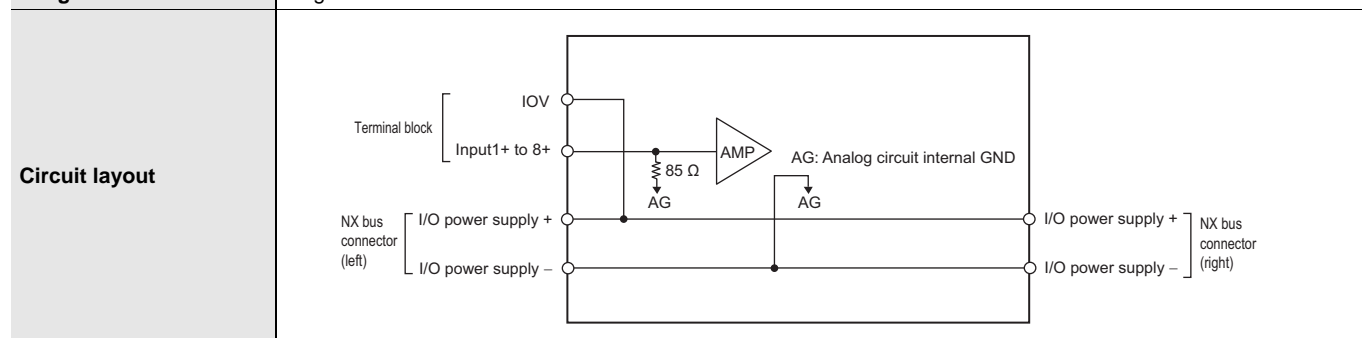 Circuit layout
Terminal block
IOV
Input1+ to 8+
AMP
85 Ω
AG
AG: Analog circuit internal GND
AG
NX bus
connector
(left)
I/O power supply +
I/O power supply −
I/O power supply +
I/O power supply −
NX bus
connector
(right)